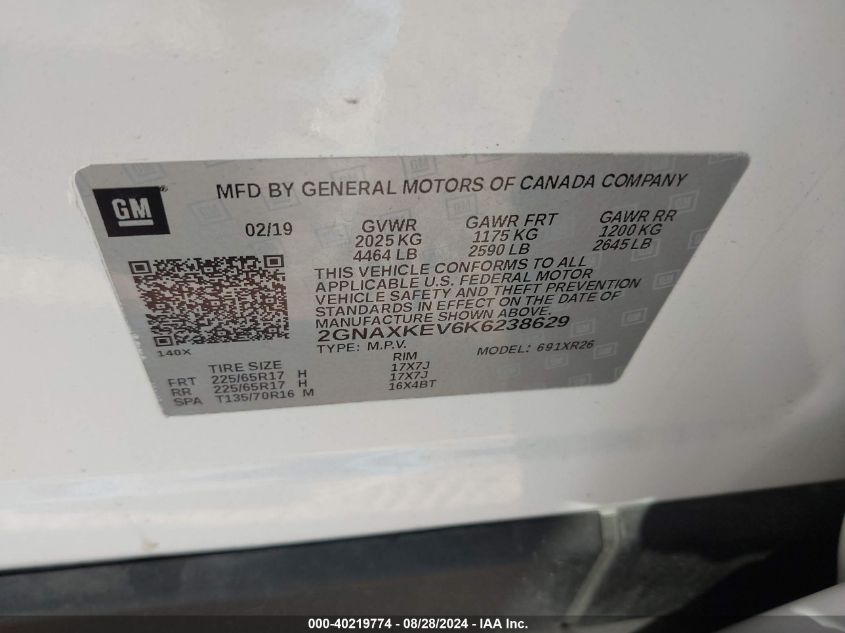 GM
MFD BY GENERAL MOTORS OF CANADA COMPANY
02/19 GVWR GAWR FRT GAWR RR
2025 KG 1175 KG 1200 KG
4464 LB 2590 LB 2645 LB
THIS VEHICLE CONFORMS TO ALL
APPLICABLE U.S. FEDERAL MOTOR
VEHICLE SAFETY AND THEFT PREVENTION
STANDARDS IN EFFECT ON THE DATE OF
MANUFACTURE SHOWN ABOVE.
2GNAXKEV6K6238629
140X
TYPE: M.P.V. MODEL: 691XR26
TIRE SIZE RIM
FRT 225/65R17 H 17X7J
RR 225/65R17 H 17X7J
SPA T135/70R16 M 16X4BT
000-40219774 — 08/28/2024 - IAA Inc.